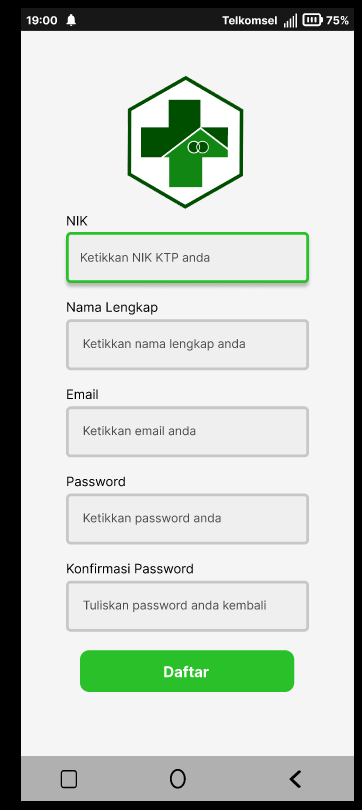 19:00 Telkomsel 75%
NIK
Ketikkan NIK KTP anda
Nama Lengkap
Ketikkan nama lengkap anda
Email
Ketikkan email anda
Password
Ketikkan password anda
Konfirmasi Password
Tuliskan password anda kembali
Daftar